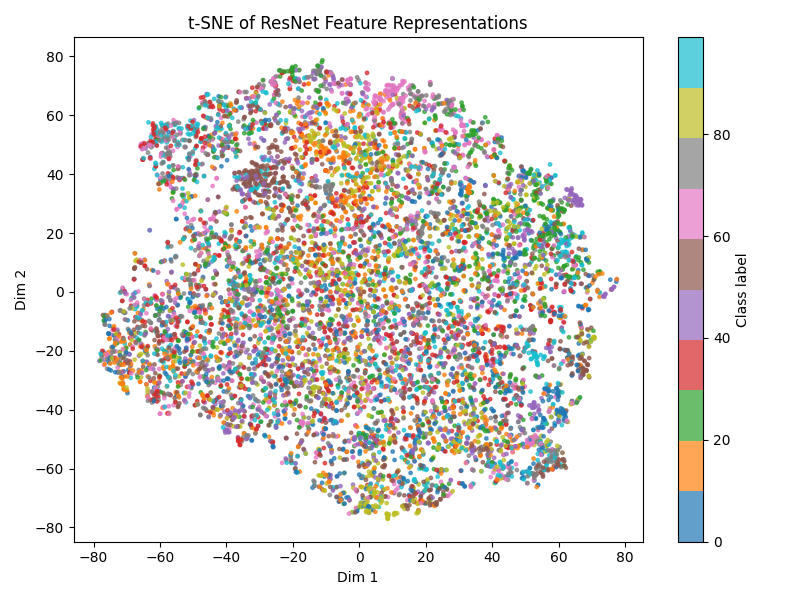 t-SNE of ResNet Feature Representations
80
60
40
20
0
−20
−40
−60
−80
Dim 2
−80 −60 −40 −20 0 20 40 60 80
Dim 1
80
60
40
20
0
Class label